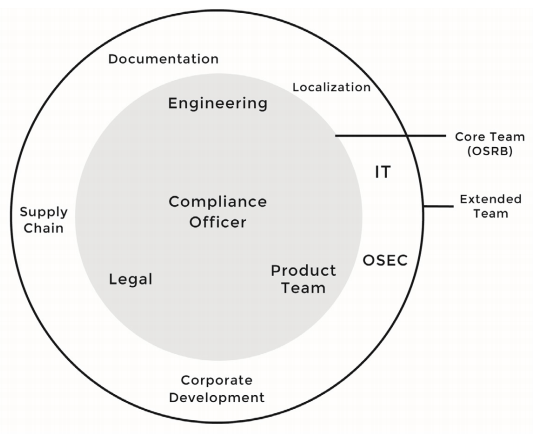 Documentation
Localization
Engineering
Core Team
(OSRB)
IT
Compliance
Officer
Extended
Team
Supply
Chain
OSEC
Legal
Product
Team
Corporate
Development